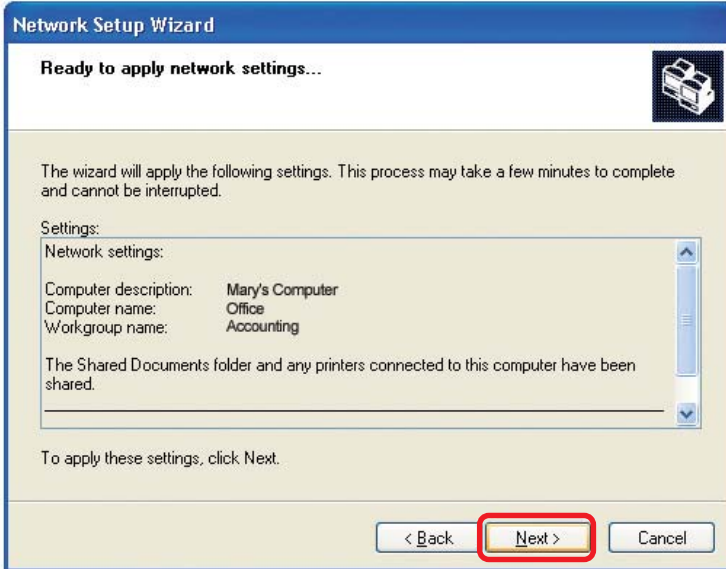 Network Setup Wizard
Ready to apply network settings...
The wizard will apply the following settings. This process may take a few minutes to complete
and cannot be interrupted.
Settings:
Network settings:
Computer description: Mary's Computer
Computer name: Office
Workgroup name: Accounting
The Shared Documents folder and any printers connected to this computer have been
shared.
To apply these settings, click Next.
< Back Next > Cancel